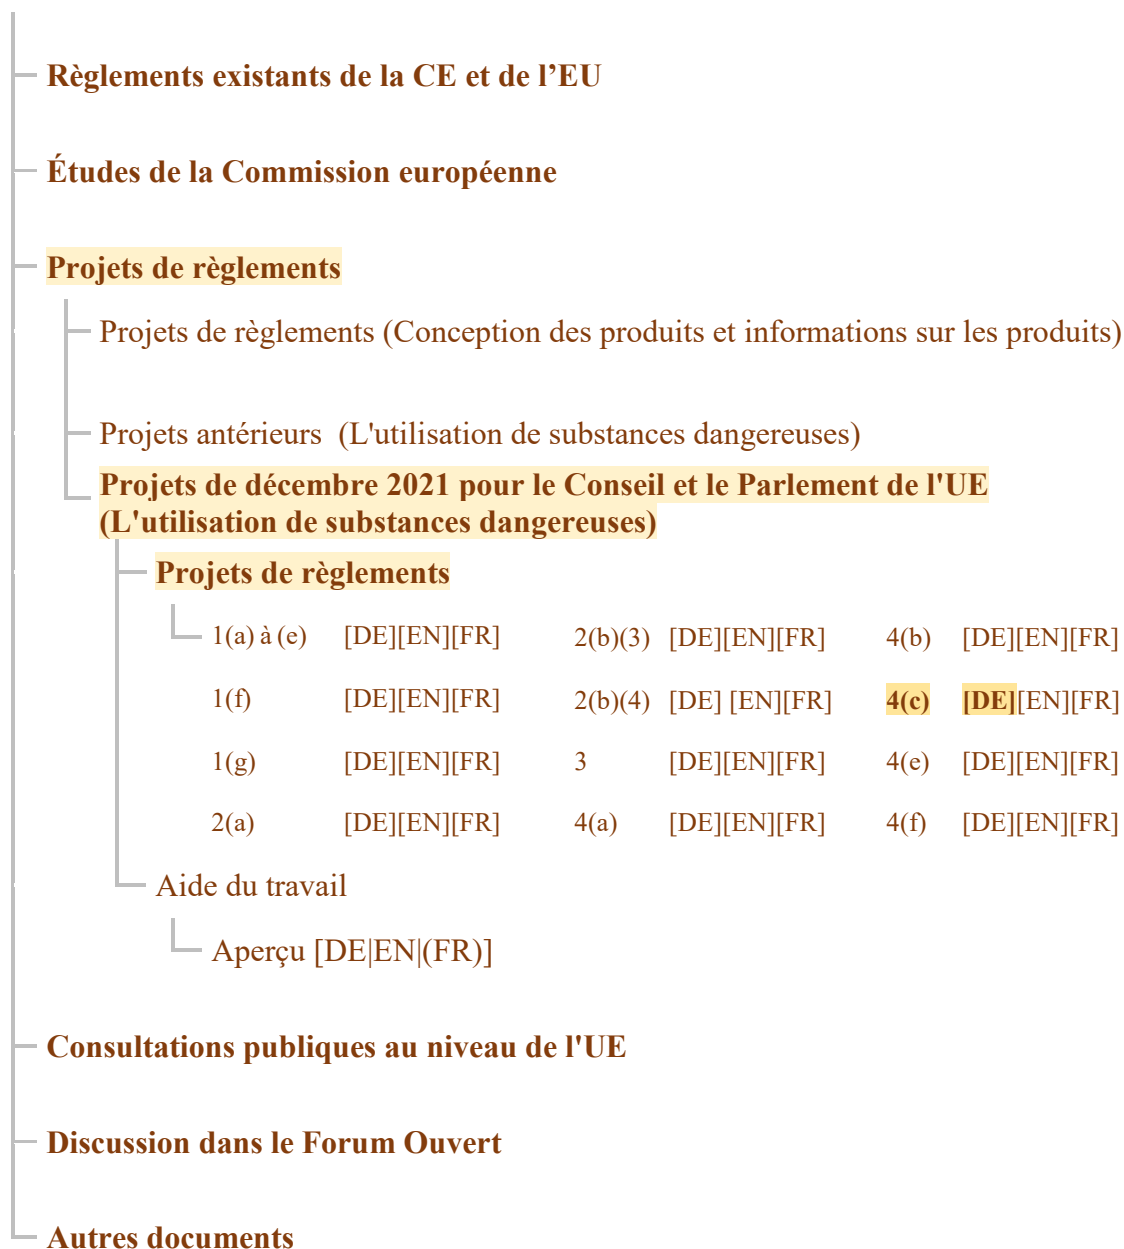 Règlements existants de la CE et de l’EU
Études de la Commission européenne
Projets de règlements
Projets de règlements (Conception des produits et informations sur les produits)
Projets antérieurs (L'utilisation de substances dangereuses)
Projets de décembre 2021 pour le Conseil et le Parlement de l'UE
(L'utilisation de substances dangereuses)
Projets de règlements
1(a) à (e) [DE][EN][FR] 2(b)(3) [DE][EN][FR] 4(b) [DE][EN][FR]
1(f) [DE][EN][FR] 2(b)(4) [DE] [EN][FR] 4(c) [DE][EN][FR]
1(g) [DE][EN][FR] 3 [DE][EN][FR] 4(e) [DE][EN][FR]
2(a) [DE][EN][FR] 4(a) [DE][EN][FR] 4(f) [DE][EN][FR]
Aide du travail
Aperçu [DE|EN|(FR)]
Consultations publiques au niveau de l'UE
Discussion dans le Forum Ouvert
Autres documents